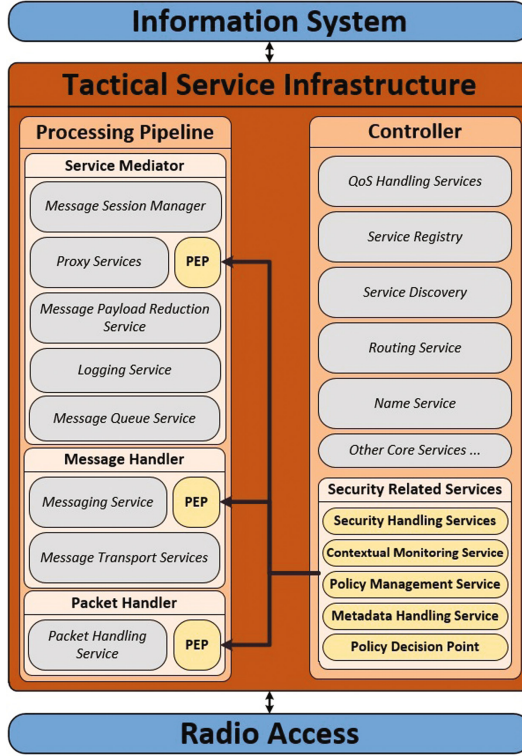 Information System
Tactical Service Infrastructure
Processing Pipeline
Service Mediator
Message Session Manager
Proxy Services
PEP
Message Payload Reduction
Service
Logging Service
Message Queue Service
Message Handler
Messaging Service
PEP
Message Transport Services
Packet Handler
Packet Handling
Service
PEP
Controller
QoS Handling Services
Service Registry
Service Discovery
Routing Service
Name Service
Other Core Services ...
Security Related Services
Security Handling Services
Contextual Monitoring Service
Policy Management Service
Metadata Handling Service
Policy Decision Point
Radio Access